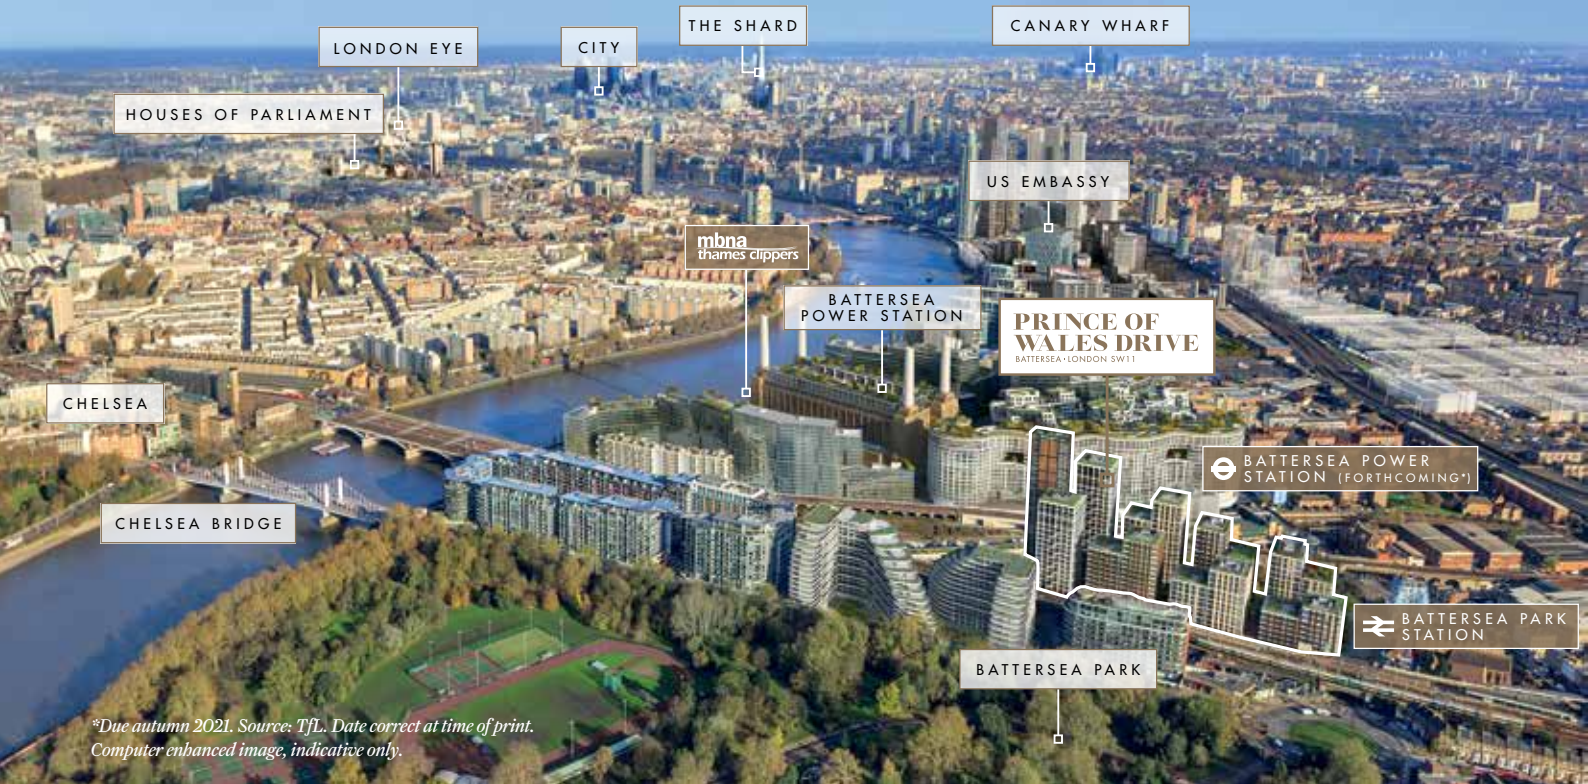 THE SHARD
CANARY WHARF
LONDON EYE
CITY
HOUSES OF PARLIAMENT
US EMBASSY
mbna
thames clippers
BATTERSEA
POWER STATION
PRINCE OF
WALES DRIVE
BATTERSEA • LONDON SW11
CHELSEA
BATTERSEA POWER
STATION (FORTHCOMING*)
CHELSEA BRIDGE
BATTERSEA PARK
STATION
BATTERSEA PARK
*Due autumn 2021. Source: TfL. Date correct at time of print.
Computer enhanced image, indicative only.